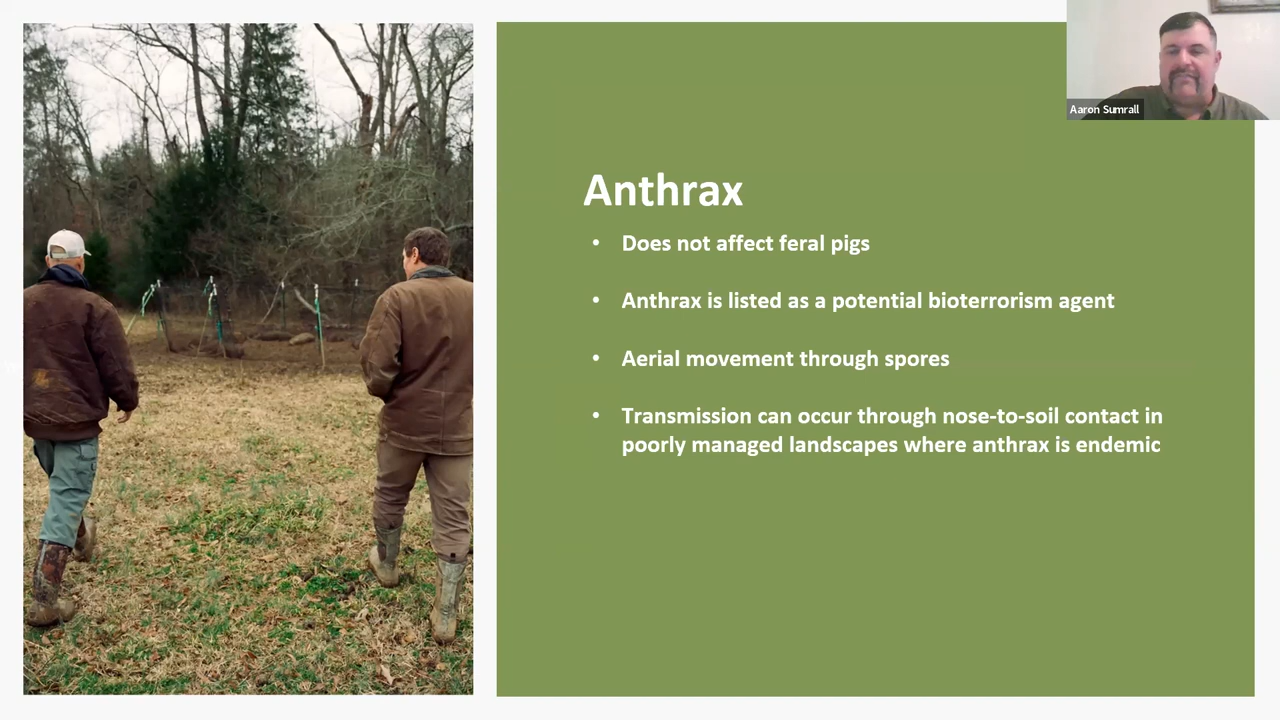 Aaron Sumrall
Anthrax
• Does not affect feral pigs
• Anthrax is listed as a potential bioterrorism agent
• Aerial movement through spores
• Transmission can occur through nose-to-soil contact in
poorly managed landscapes where anthrax is endemic